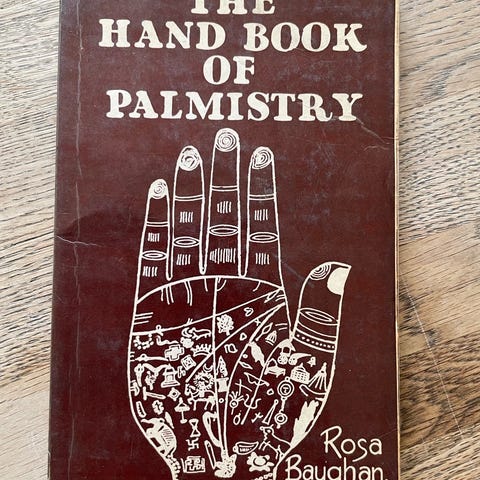 THE
HAND BOOK
OF
PALMISTRY
Rosa
Baughan.